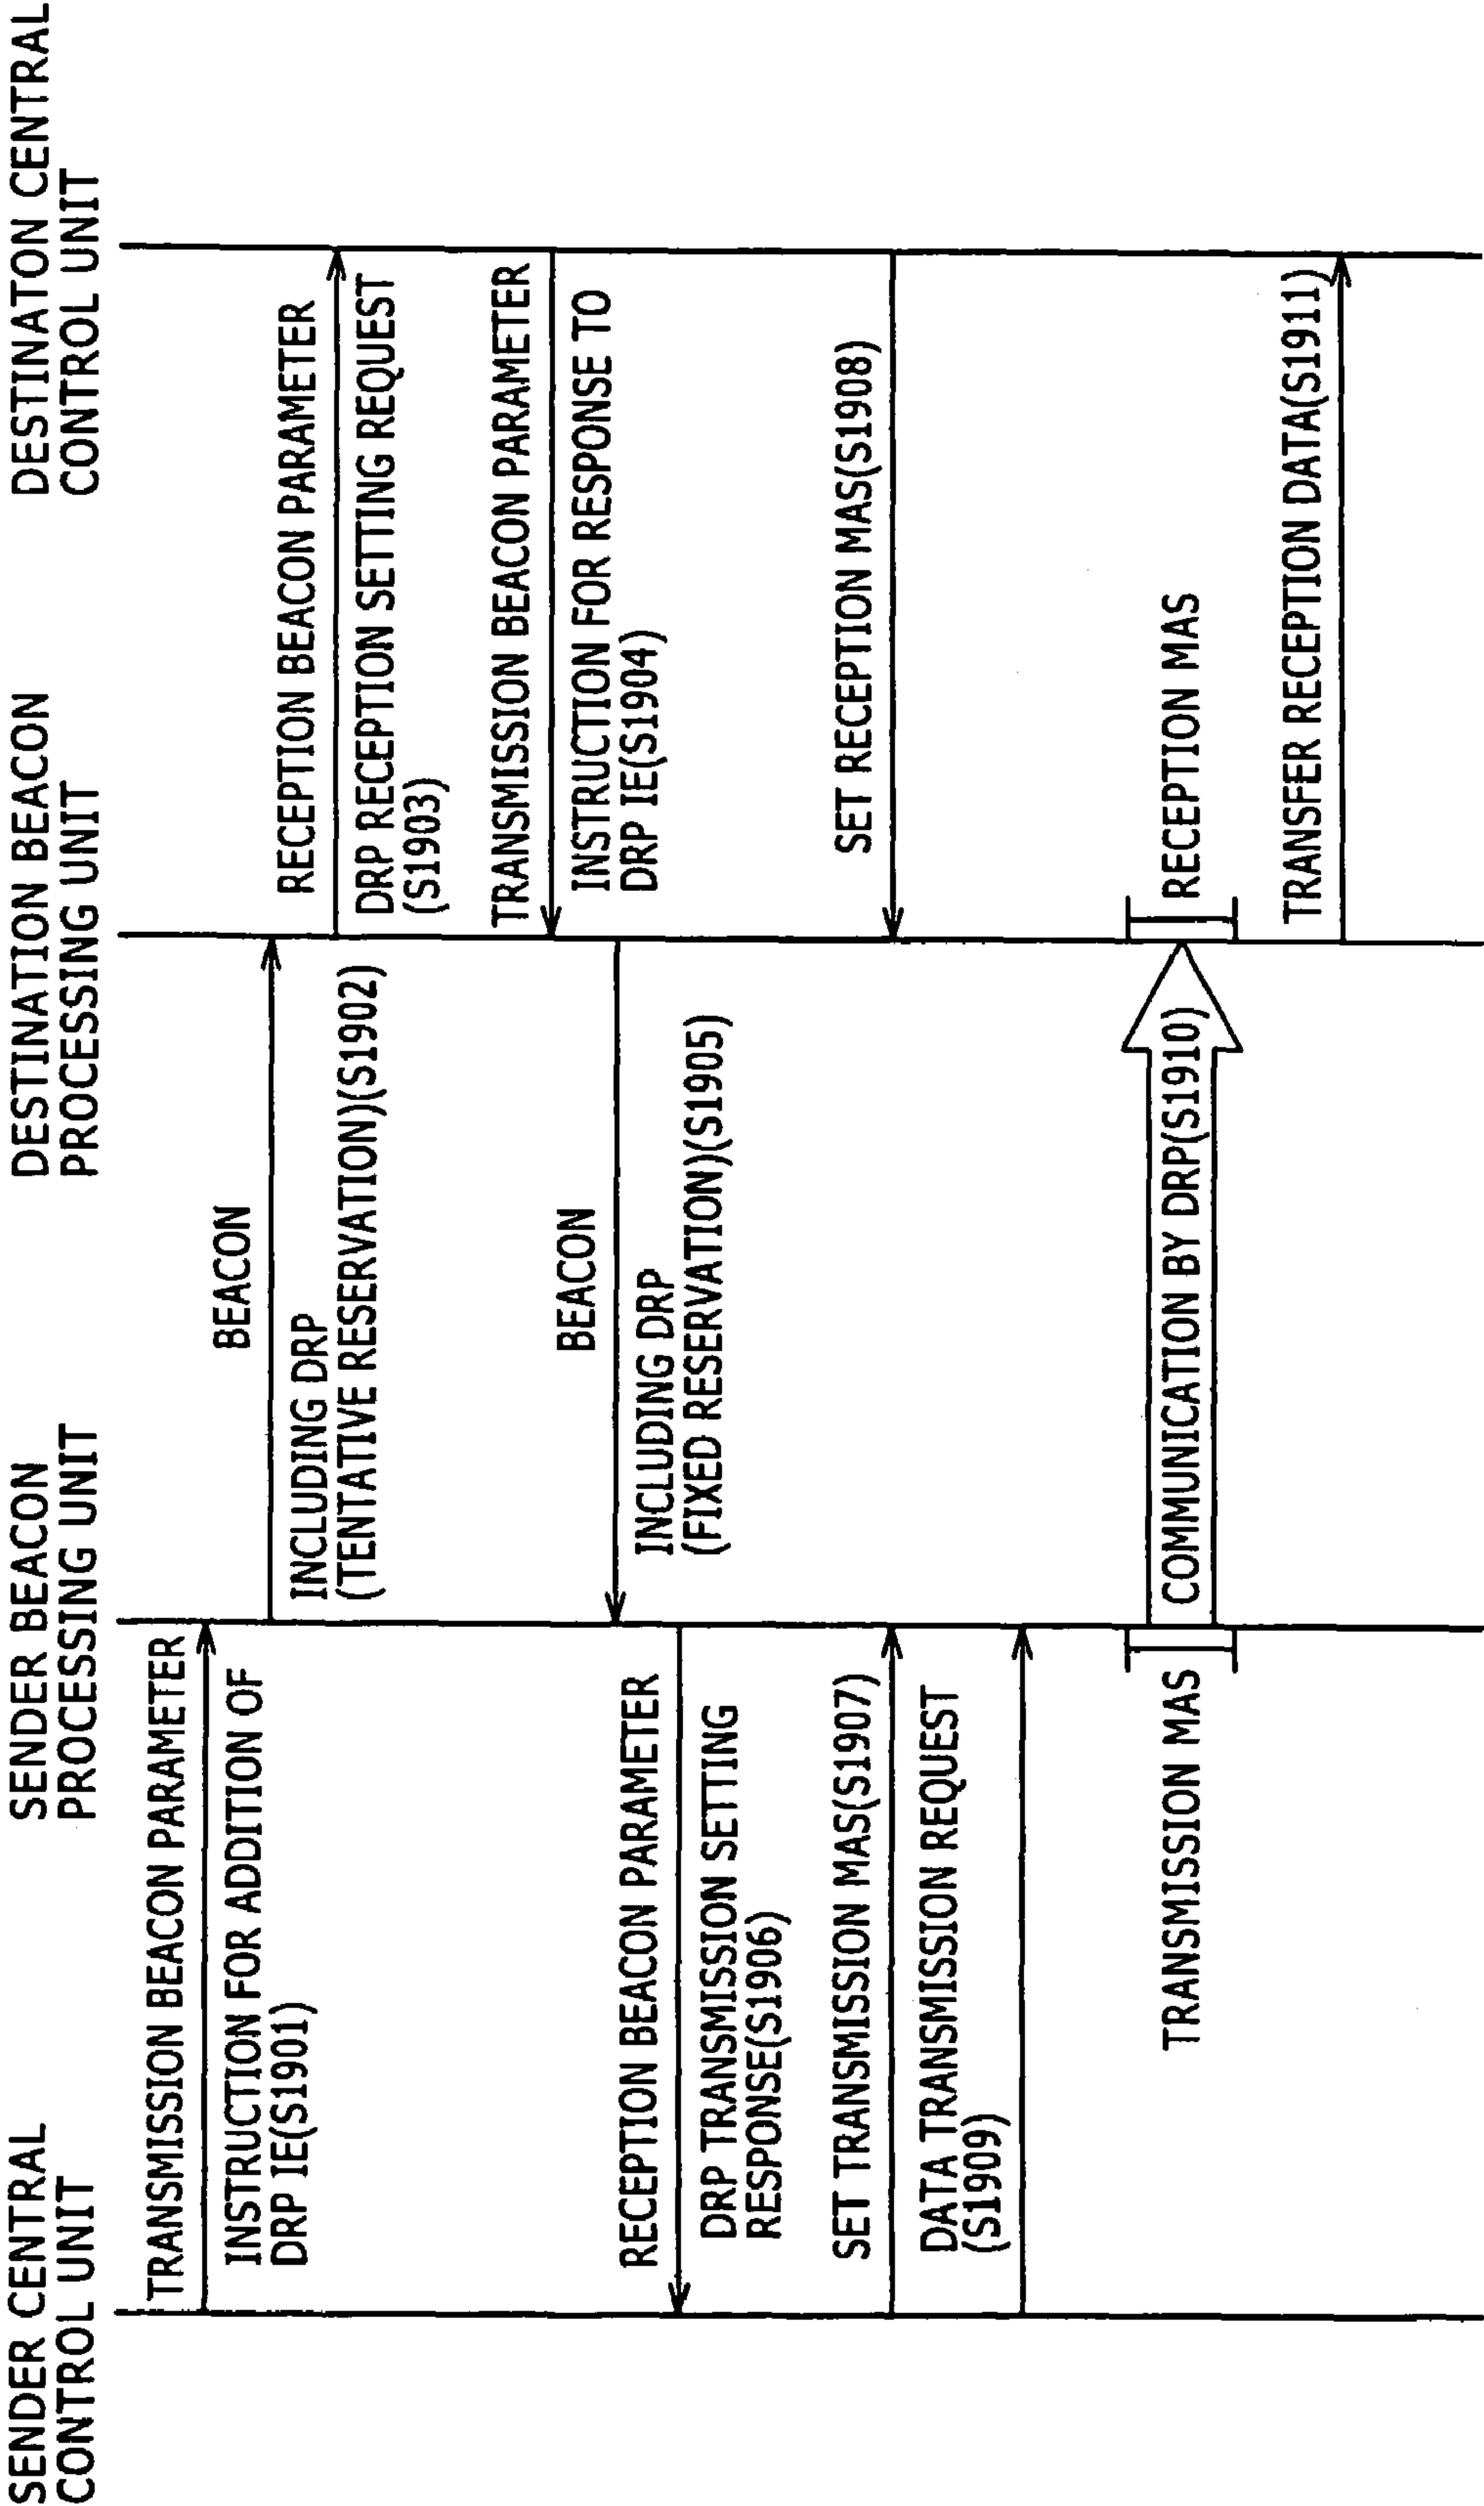 SENDER CENTRAL
CONTROL UNIT
SENDER BEACON
PROCESSING UNIT
DESTINATION BEACON
PROCESSING UNIT
DESTINATON CENTRAL
CONTROL UNIT
TRANSMISSION BEACON PARAMETER
INSTRUCTION FOR ADDITION OF
DRP IE(S1901)
BEACON
INCLUDING DRP
(TENTATIVE RESERVATION)(S1902)
RECEPTION BEACON PARAMETER
DRP RECEPTION SETTING REQUEST
(S1903)
TRANSMISSION BEACON PARAMETER
INSTRUCTION FOR RESPONSE TO
DRP IE(S1904)
BEACON
INCLUDING DRP
(FIXED RESERVATION)(S1905)
RECEPTION BEACON PARAMETER
DRP TRANSMISSION SETTING
RESPONSE(S1906)
SET TRANSMISSION MAS(S1907)
SET RECEPTION MAS(S1908)
DATA TRANSMISSION REQUEST
(S1909)
TRANSMISSION MAS
COMMUNICATION BY DRP(S1910)
RECEPTION MAS
TRANSFER RECEPTION DATA(S1911)